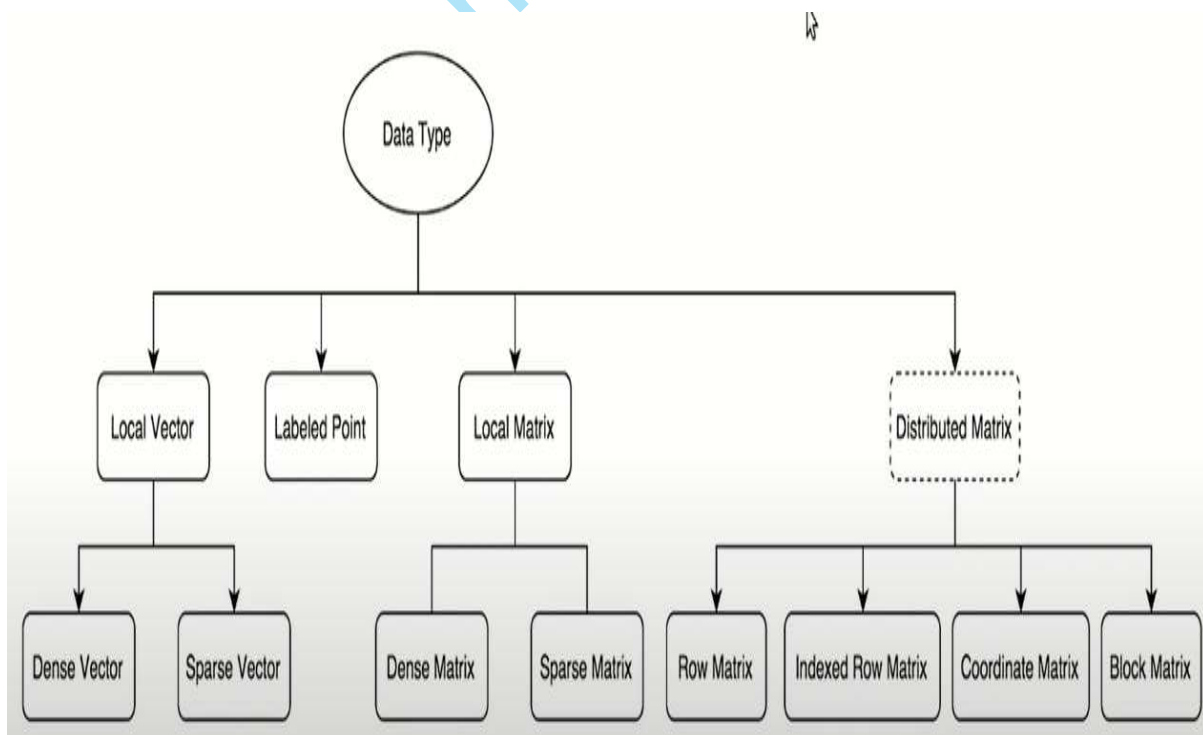 Data Type
Local Vector
Labeled Point
Local Matrix
Distributed Matrix
Dense Vector
Sparse Vector
Dense Matrix
Sparse Matrix
Row Matrix
Indexed Row Matrix
Coordinate Matrix
Block Matrix